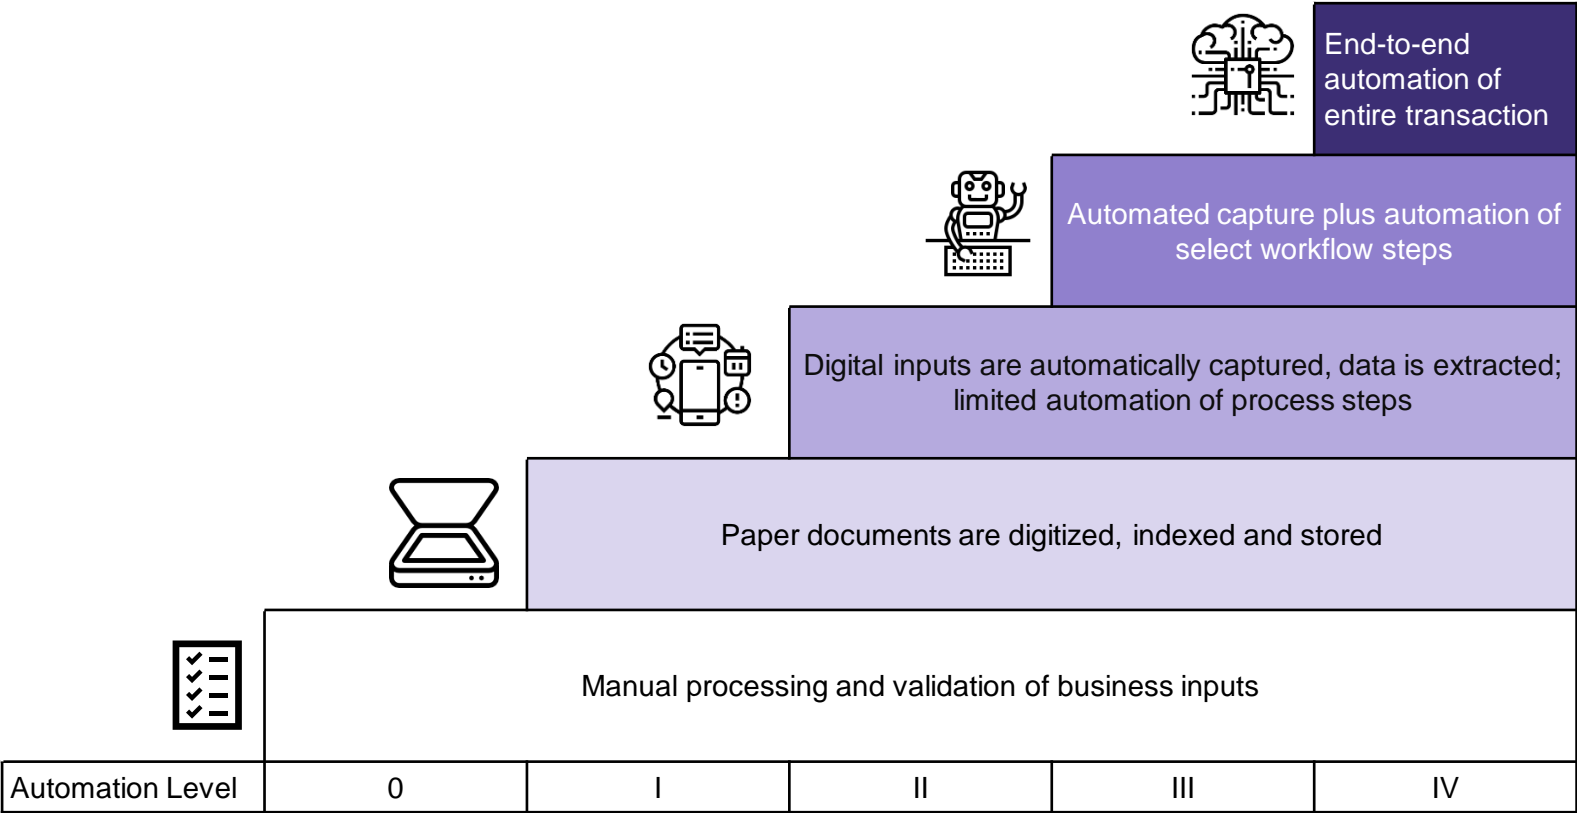 End-to-end
automation of
entire transaction
Automated capture plus automation of
select workflow steps
Digital inputs are automatically captured, data is extracted;
limited automation of process steps
Paper documents are digitized, indexed and stored
Manual processing and validation of business inputs
Automation Level 0 I II III IV